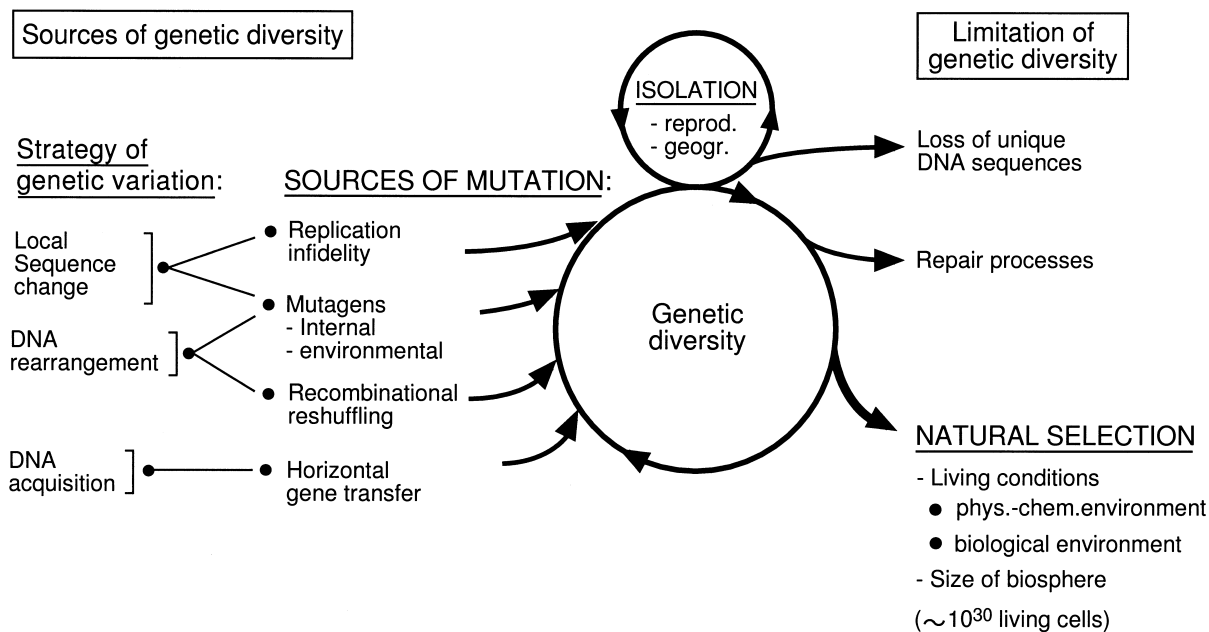 Sources of genetic diversity
Limitation of
genetic diversity
ISOLATION
- reprod.
- geogr.
Strategy of
genetic variation:
SOURCES OF MUTATION:
Local
Sequence
change
DNA
rearrangement
DNA
acquisition
● Replication
infidelity
● Mutagens
- Internal
- environmental
● Recombinational
reshuffling
● Horizontal
gene transfer
Genetic
diversity
Loss of unique
DNA sequences
Repair processes
NATURAL SELECTION
- Living conditions
● phys.-chem.environment
● biological environment
- Size of biosphere
(~10³⁰ living cells)